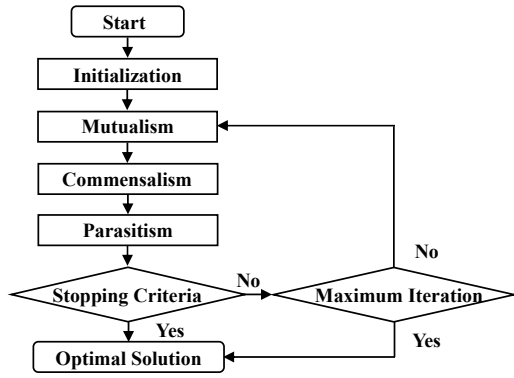 Start
Initialization
Mutualism
Commensalism
Parasitism
No
No
Stopping Criteria
Maximum Iteration
Yes
Yes
Optimal Solution